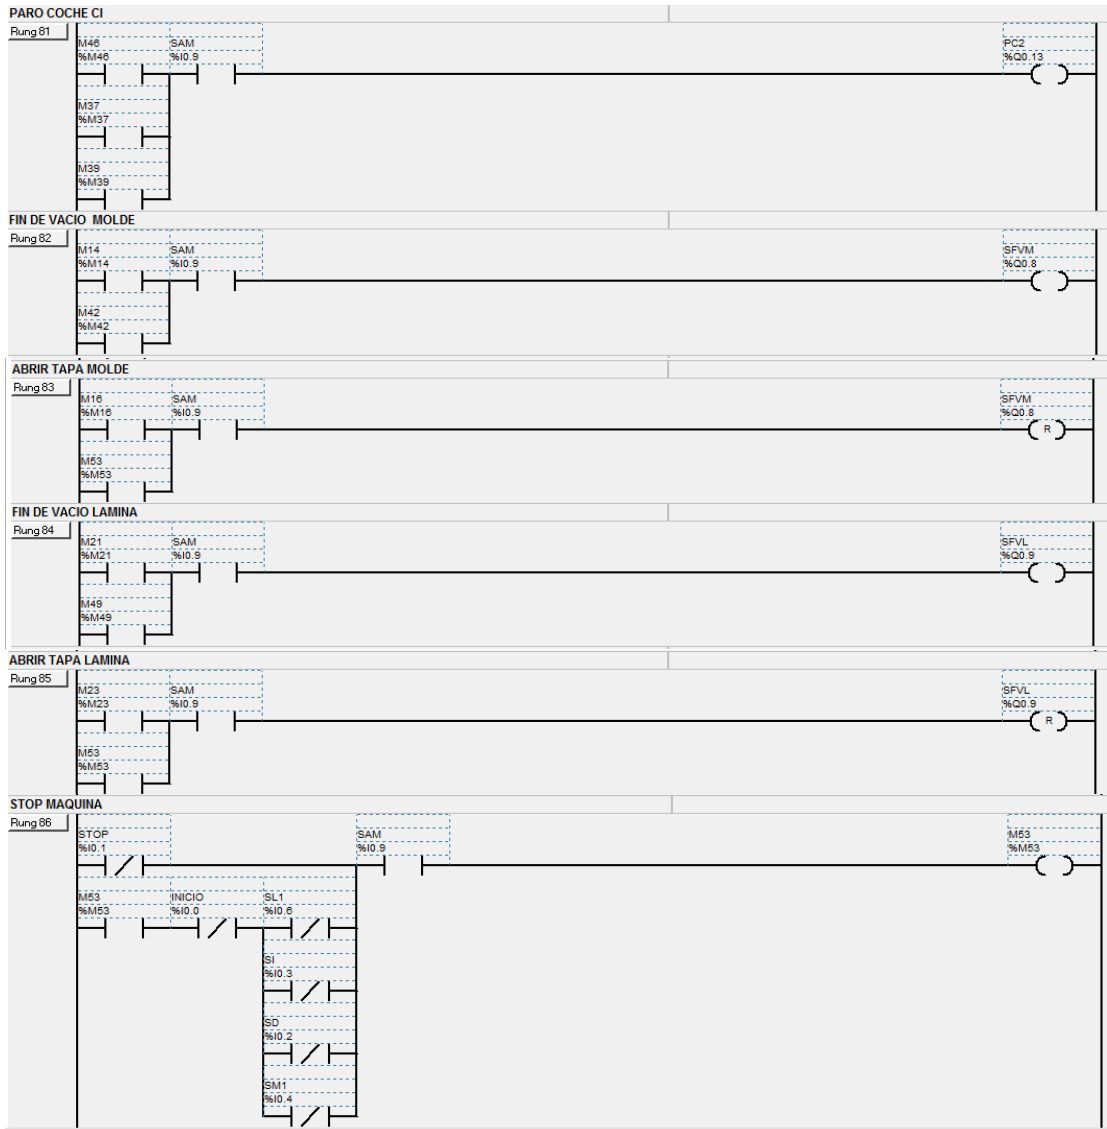 PARO COCHE CI
Rung 81
M46 SAM PC2
%M46 %I0.9 %Q0.13
M37
%M37
M39
%M39
FIN DE VACIO MOLDE
Rung 82
M14 SAM SFVM
%M14 %I0.9 %Q0.8
M42
%M42
ABRIR TAPA MOLDE
Rung 83
M16 SAM SFVM
%M16 %I0.9 %Q0.8
R
M53
%M53
FIN DE VACIO LAMINA
Rung 84
M21 SAM SFVL
%M21 %I0.9 %Q0.9
M49
%M49
ABRIR TAPA LAMINA
Rung 85
M23 SAM SFVL
%M23 %I0.9 %Q0.9
R
M53
%M53
STOP MAQUINA
Rung 86
STOP SAM M53
%I0.1 %I0.9 %M53
M53 INICIO SL1
%M53 %I0.0 %I0.6
SI
%I0.3
SD
%I0.2
SM1
%I0.4